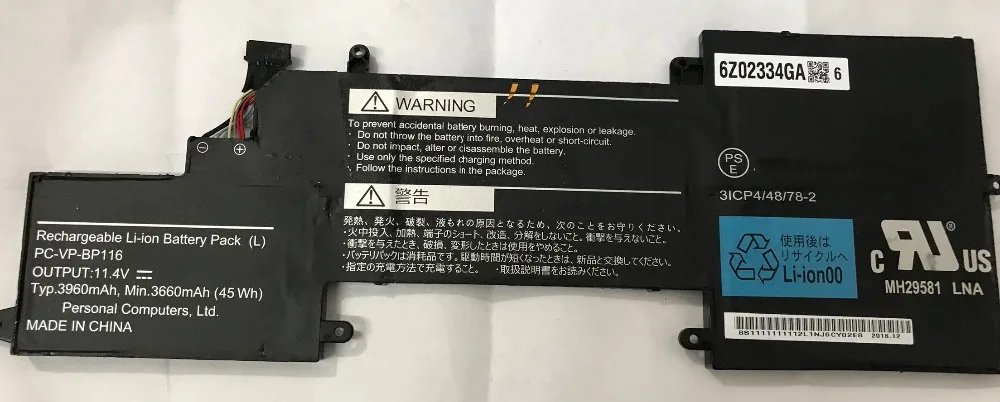 Rechargeable Li-ion Battery Pack (L)
PC-VP-BP116
OUTPUT:11.4V
Typ.3960mAh, Min.3660mAh (45 Wh)
Personal Computers, Ltd.
MADE IN CHINA
WARNING
To prevent accidental battery burning, heat, explosion or leakage.
· Do not throw the battery into fire, overheat or short-circuit.
· Do not impact, alter or disassemble the battery.
· Use only the specified charging method.
· Follow the instructions in the package.
警告
発熱、発火、破裂、液もれの原因となるため、次のことをお守りください。
・火中投入、加熱、端子のショート、改造、分解をしないこと。衝撃を与えないこと。
・衝撃を与えたとき、破損、変形したときは使用をやめること。
・バッテリパックは消耗品です。駆動時間が短くなったときは、新品と交換してください。
・指定の充電方法で充電すること。 ・取扱説明書をお読みください。
6Z02334GA 6
PS
E
3ICP4/48/78-2
使用後は
リサイクルへ
Li-ion00
C RU ® US
MH29581 LNA
2016.12